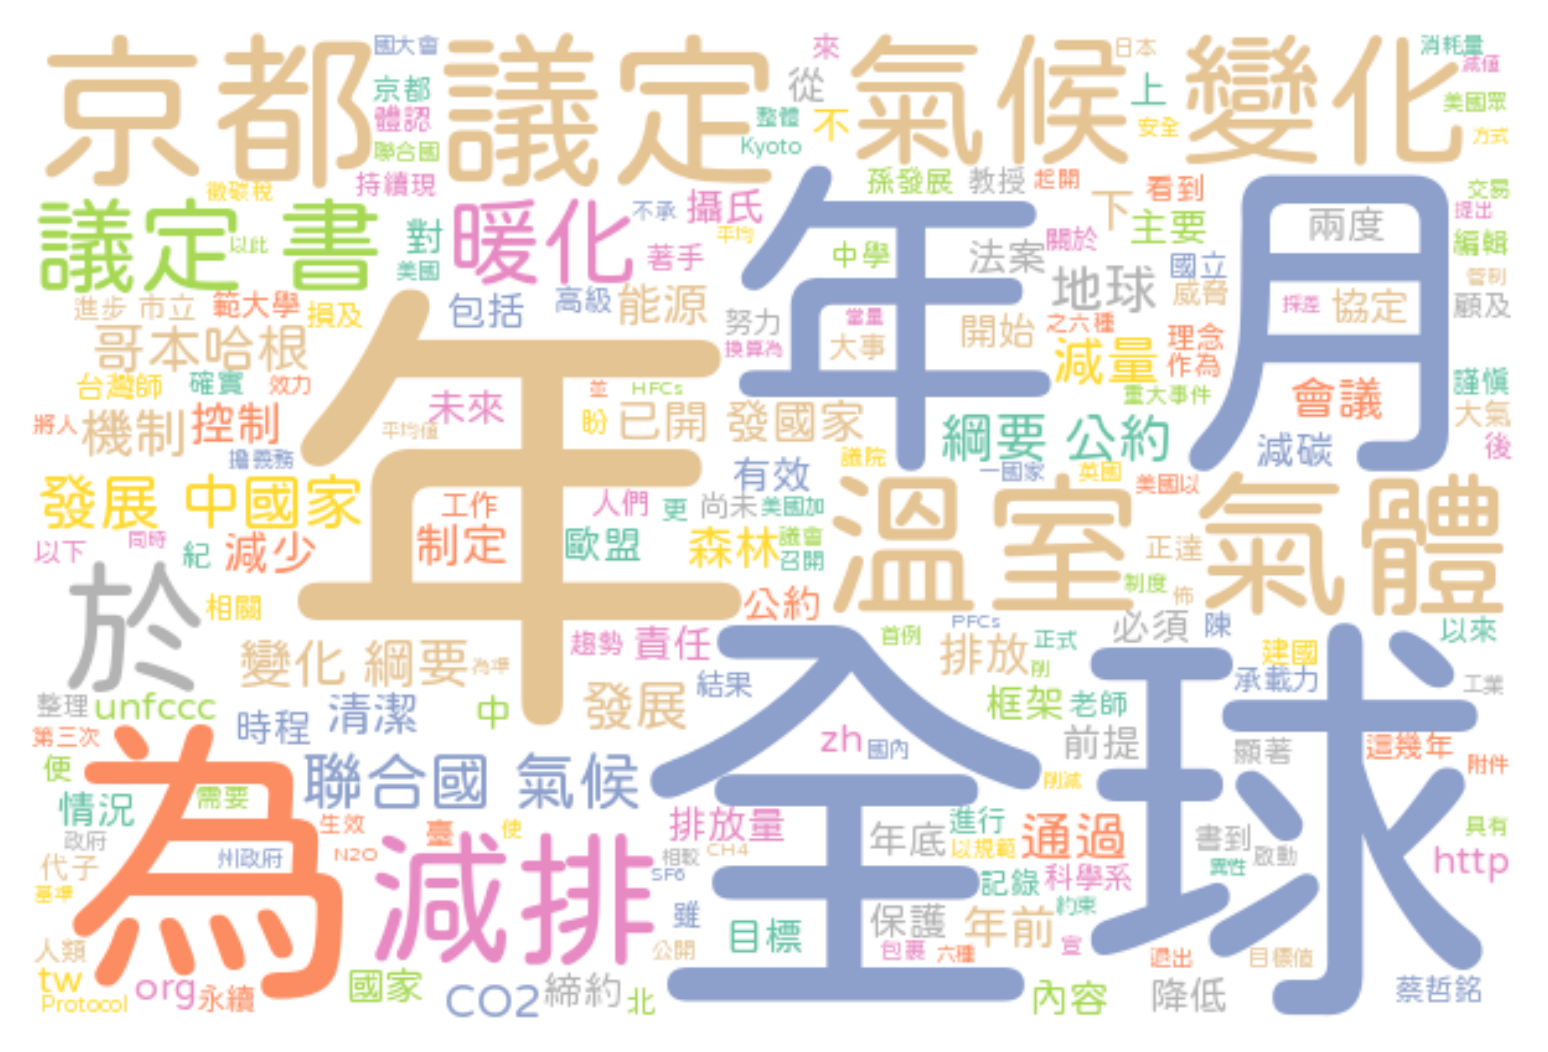 京都議定
國大會
京都
體認
聯合國
氣候變化
來
從
不
整體
Kyoto
日本
上
安全
消耗量
減值
美國眾
方式
徵碳稅
持續現
議定 書
以此
對
美國
暖化
不承
攝氏
平均
著手
孫發展
教授
起開
中學
法案
關於
下
看到
主要
年 月
兩度
交易
提出
編輯
管制
國立
威脅
地球
進步
市立
範大學
損及
包括
高級
能源
努力
換算為
當量
大事
開始
之六種
減量
理念
作為
採差
協定
顧及
哥本哈根
台灣師
確實
效力
年
未來
平均值
並
HFCs
盼
已開 發國家
重大事件
會議
謹慎
大氣
後
將人
機制
控制
擔義務
綱要 公約
減碳
有效
議院
一國家
英國
美國以
發展 中國家
工作
制定
人們
更
尚未
美國加
歐盟
森林
議會
召開
溫室氣體
正達
制度
佈
以下
同時
紀
減少
於
相關
公約
趨勢
責任
首例
PFCs
正式
削
排放
必須
陳
建國
以來
變化 綱要
為準
承載力
工業
整理
unfccc
時程
清潔
中
發展
結果
框架
老師
全球
zh
國內
前提
顯著
這幾年
附件
第三次
便
為
聯合國 氣候
削減
情況
需要
政府
生效
臺
使
排放量
年底
進行
以規範
通過
書到
啟動
具有
代子
州政府
N2O
減排
相較
CH4
SF6
記錄
科學系
異性
http
基準
雖
目標
保護
年前
約束
人類
公開
包裹
六種
宣
退出
目標值
tw
Protocol
org
永續
國家
CO2
締約
北
內容
降低
蔡哲銘